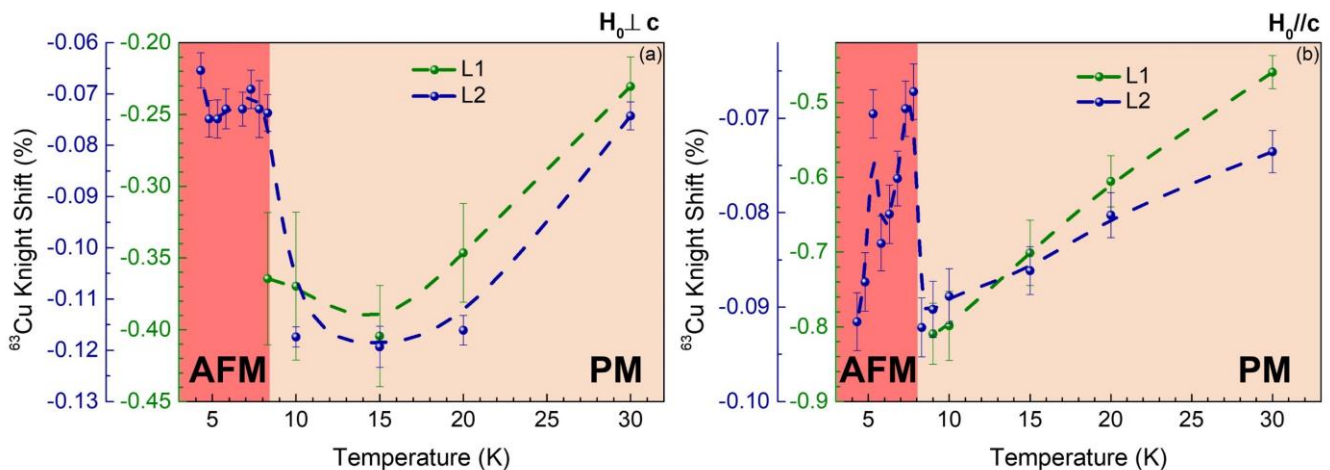 H₀⊥ c
(a)
L1
L2
-0.06
-0.07
-0.08
-0.09
-0.10
-0.11
-0.12
-0.13
-0.20
-0.25
-0.30
-0.35
-0.40
-0.45
⁶³Cu Knight Shift (%)
AFM
PM
5 10 15 20 25 30
Temperature (K)
H₀//c
(b)
L1
L2
-0.07
-0.08
-0.09
-0.10
-0.5
-0.6
-0.7
-0.8
-0.9
⁶³Cu Knight Shift (%)
AFM
PM
5 10 15 20 25 30
Temperature (K)